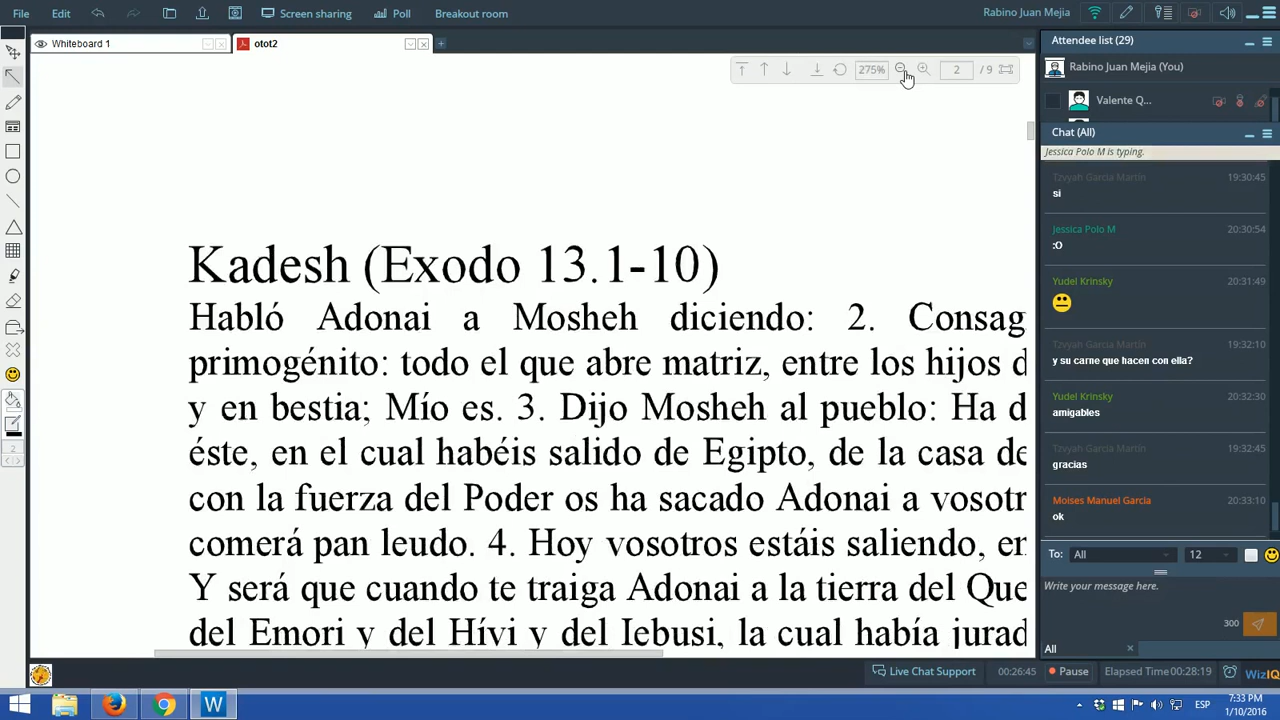 File Edit Screen sharing Poll Breakout room Rabino Juan Mejia
Whiteboard 1 otot2
275% 2 / 9
Kadesh (Exodo 13.1-10)
Habló Adonai a Mosheh diciendo: 2. Consag
primogénito: todo el que abre matriz, entre los hijos d
y en bestia; Mío es. 3. Dijo Mosheh al pueblo: Ha d
éste, en el cual habéis salido de Egipto, de la casa de
con la fuerza del Poder os ha sacado Adonai a vosotr
comerá pan leudo. 4. Hoy vosotros estáis saliendo, en
Y será que cuando te traiga Adonai a la tierra del Que
del Emori y del Hívi y del Iebusi, la cual había jurad
2
Attendee list (29)
Rabino Juan Mejia (You)
Valente Q...
Chat (All)
Jessica Polo M is typing.
Tzvyah Garcia Martin 19:30:45
si
Jessica Polo M 20:30:54
:O
Yudel Krinsky 20:31:49
Tzvyah Garcia Martin 19:32:10
y su carne que hacen con ella?
Yudel Krinsky 20:32:30
amigables
Tzvyah Garcia Martin 19:32:45
gracias
Moises Manuel Garcia 20:33:10
ok
To: All 12
Write your message here.
300
All
Live Chat Support 00:26:45 Pause Elapsed Time 00:28:19 WizIQ
ESP 7:33 PM
1/10/2016